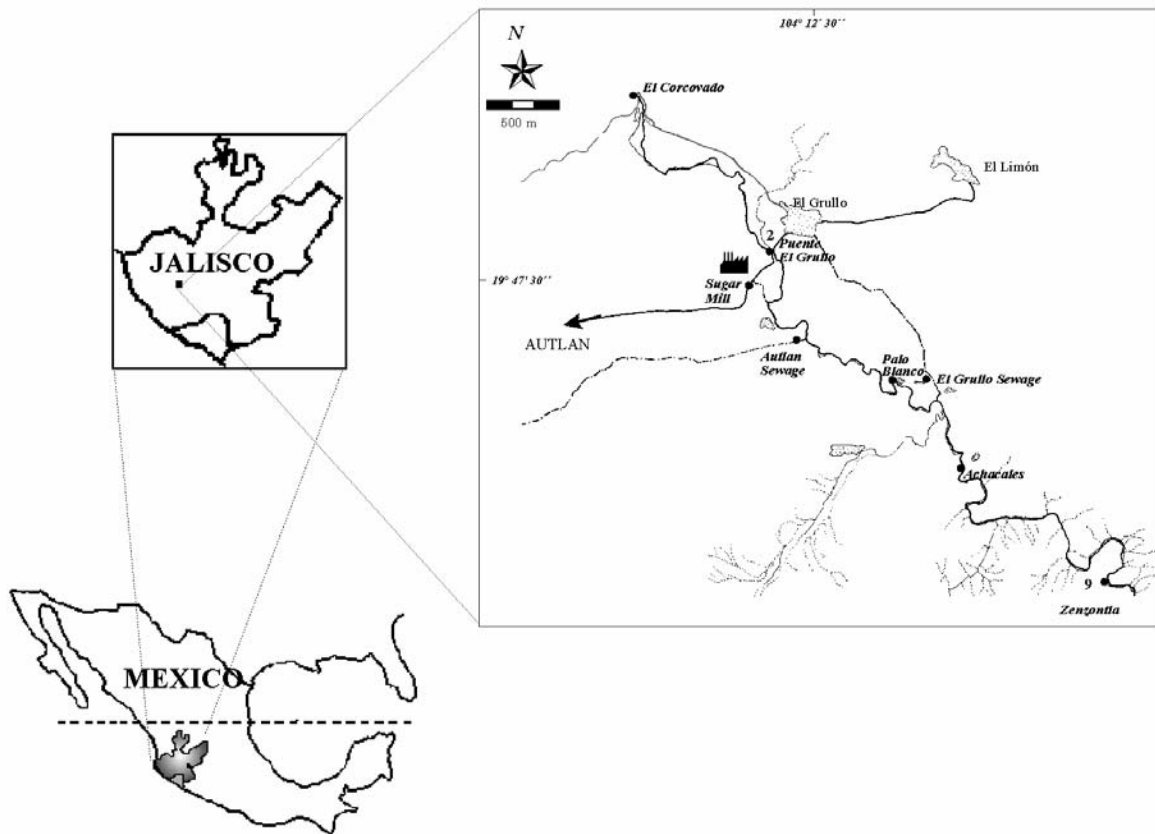 104° 12´ 30´´
N
500 m
El Corcovado
El Limón
El Grullo
2
Puente
El Grullo
JALISCO
19° 47´ 30´´
Sugar
Mill
AUTLAN
Autlan
Sewage
Palo
Blanco
El Grullo Sewage
Achacales
9
Zenzontla
MEXICO